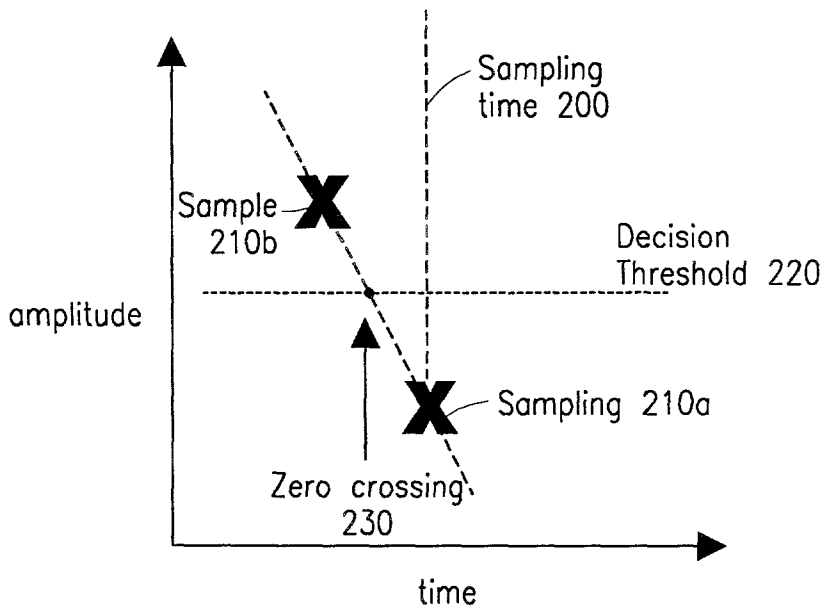 Sampling
time 200
Sample
210b
Decision
Threshold 220
amplitude
Sampling 210a
Zero crossing
230
time